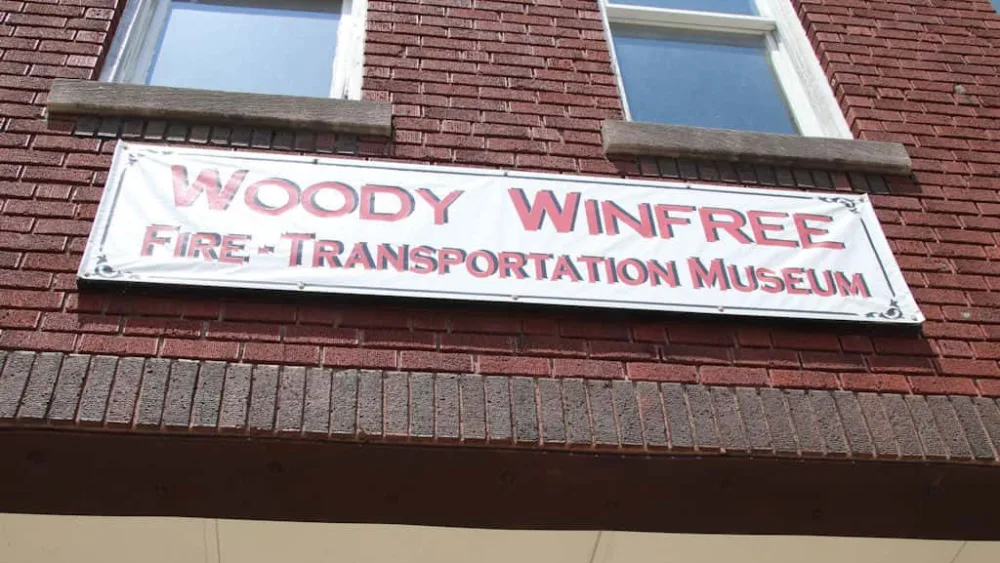 WOODY WINFREE
FIRE-TRANSPORTATION MUSEUM